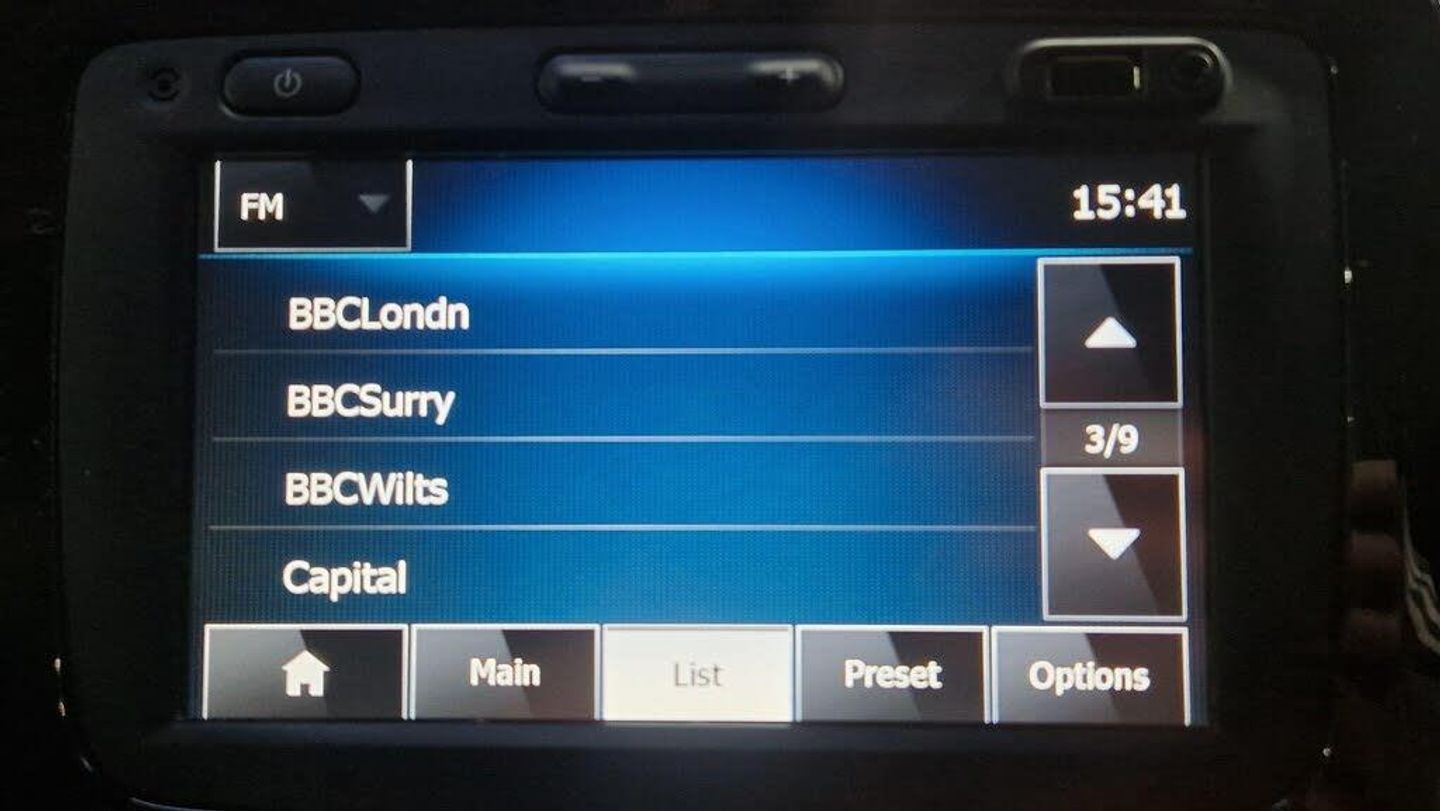 FM
15:41
BBCLondn
BBCSurry
3/9
BBCWilts
Capital
Main
List
Preset
Options